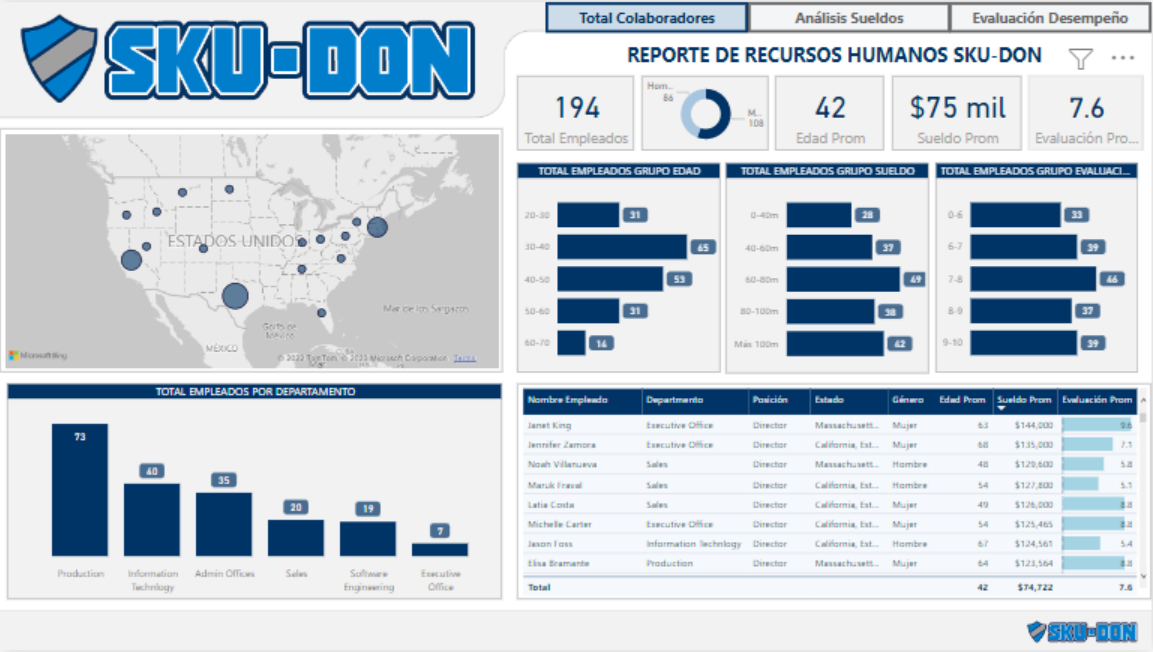 SKU-DON
Total Colaboradores
Análisis Sueldos
Evaluación Desempeño
REPORTE DE RECURSOS HUMANOS SKU-DON
194
Total Empleados
Hom...
86
M...
108
42
Edad Prom
$75 mil
Sueldo Prom
7.6
Evaluación Pro...
ESTADOS UNIDOS
Mar de los Sargazos
Golfo de
México
MÉXICO
Microsoft Bing
© 2022 TomTom, © 2023 Microsoft Corporation Terms
TOTAL EMPLEADOS GRUPO EDAD
20-30 31
30-40 65
40-50 53
50-60 31
60-70 14
TOTAL EMPLEADOS GRUPO SUELDO
0-40m 28
40-60m 37
60-80m 49
80-100m 38
Más 100m 42
TOTAL EMPLEADOS GRUPO EVALUACI...
0-6 33
6-7 39
7-8 46
8-9 37
9-10 39
TOTAL EMPLEADOS POR DEPARTAMENTO
73 40 35 20 19 7
Production
Information Technlogy
Admin Offices
Sales
Software Engineering
Executive Office
Nombre Empleado Departmento Posición Estado Género Edad Prom Sueldo Prom Evaluación Prom
Janet King Executive Office Director Massachusett... Mujer 63 $144,000 9.6
Jennifer Zamora Executive Office Director California, Est... Mujer 68 $135,000 7.1
Noah Villanueva Sales Director Massachusett... Hombre 48 $129,600 5.8
Maruk Fraval Sales Director California, Est... Hombre 54 $127,800 5.1
Latia Costa Sales Director California, Est... Mujer 49 $126,000 8.8
Michelle Carter Executive Office Director California, Est... Mujer 54 $125,465 8.8
Jason Foss Information Technlogy Director California, Est... Hombre 67 $124,561 5.4
Elisa Bramante Production Director Massachusett... Mujer 64 $123,564 8.8
Total 42 $74,722 7.6
SKU-DON